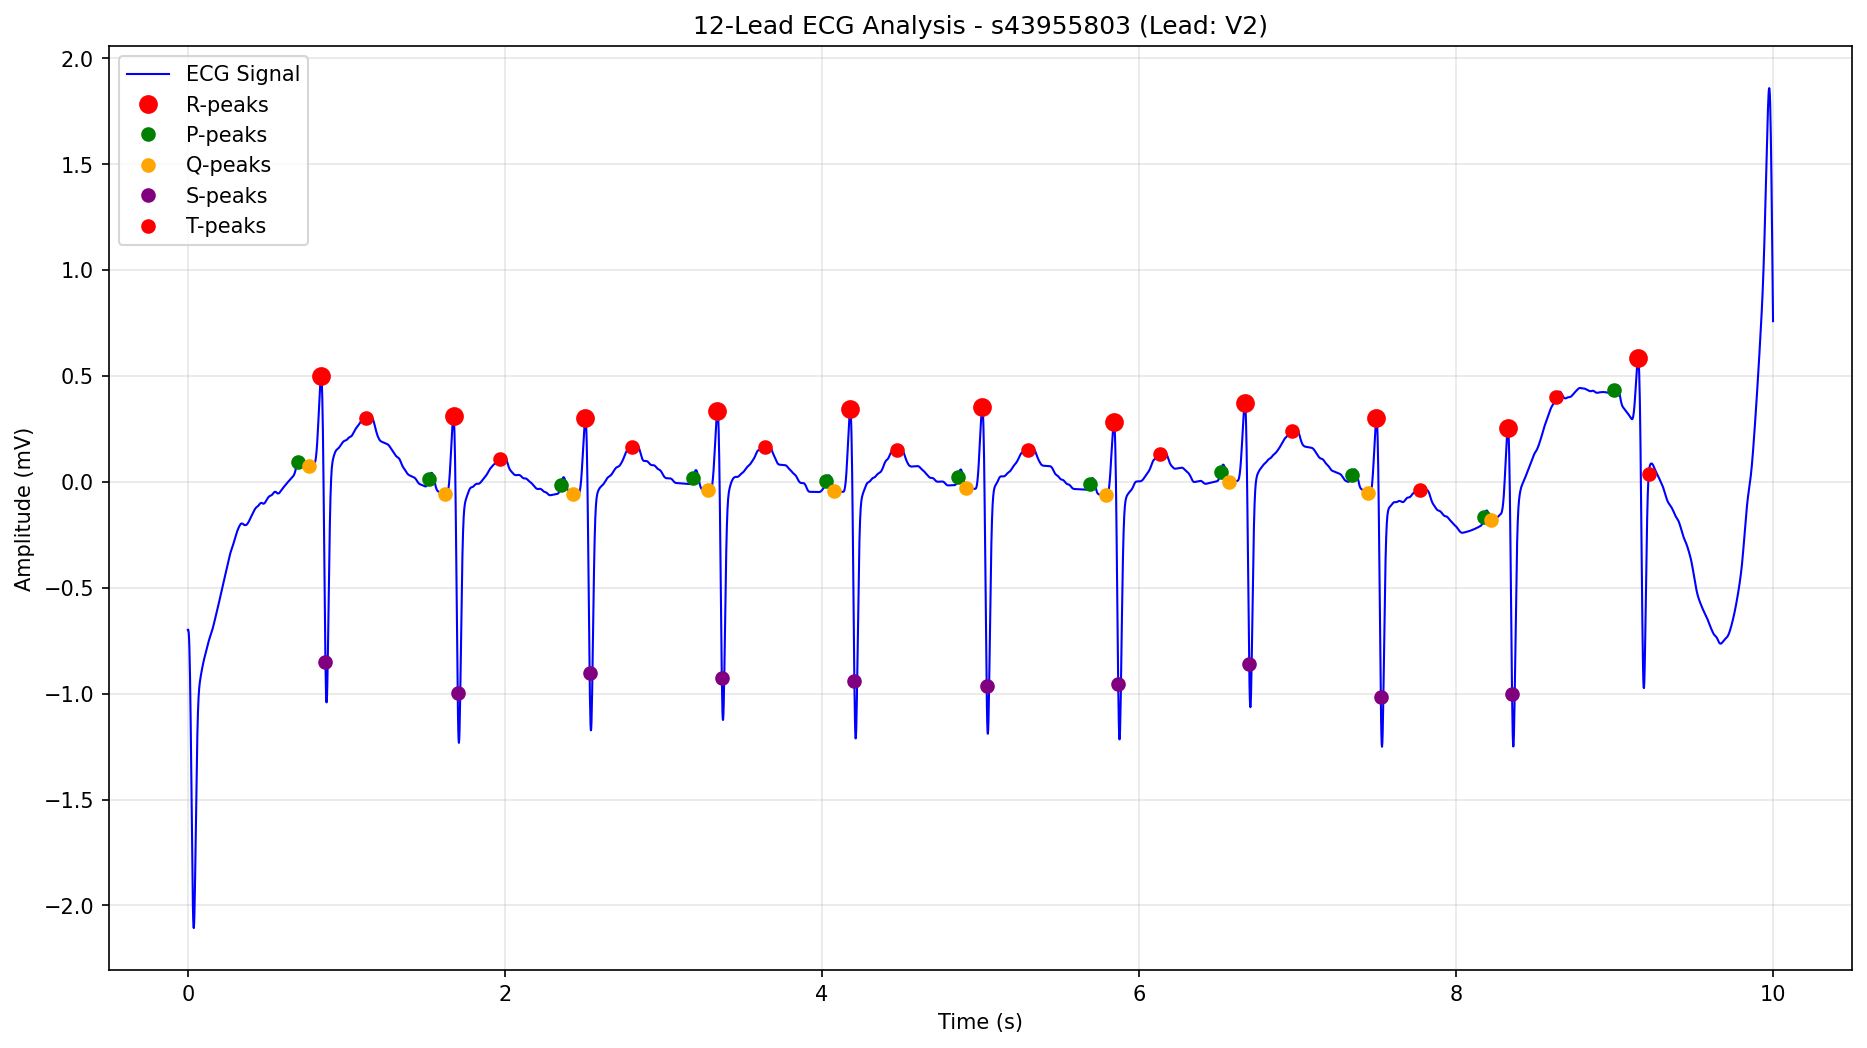 12-Lead ECG Analysis - s43955803 (Lead: V2)
ECG Signal
R-peaks
P-peaks
Q-peaks
S-peaks
T-peaks
Amplitude (mV)
2.0
1.5
1.0
0.5
0.0
−0.5
−1.0
−1.5
−2.0
0 2 4 6 8 10
Time (s)